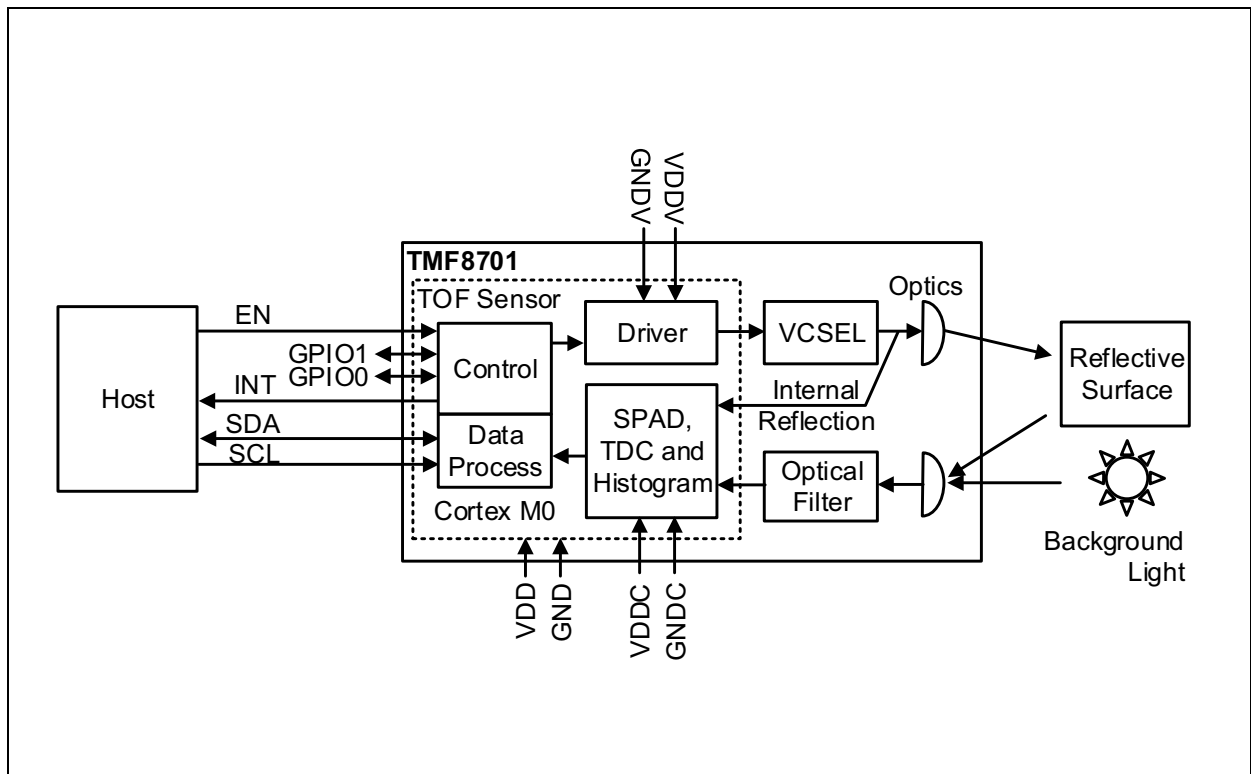 GNDV
VDDV
TMF8701
TOF Sensor
Optics
EN
Driver
VCSEL
GPIO1
GPIO0
Control
Reflective
Surface
Host
INT
Internal
Reflection
SDA
SCL
Data
Process
SPAD,
TDC and
Histogram
Optical
Filter
Cortex M0
Background
Light
VDD
GND
VDDC
GNDC